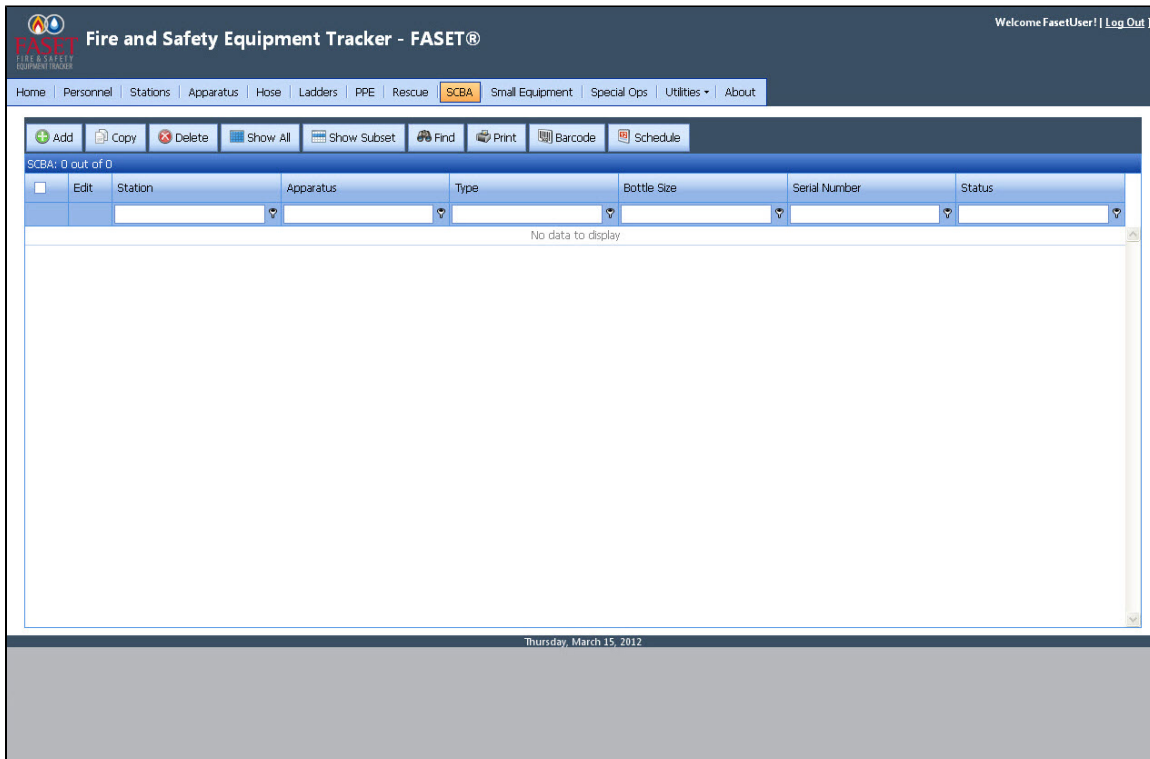 Welcome FasetUser! [ Log Out ]
FASET
FIRE & SAFETY
EQUIPMENT TRACKER
Fire and Safety Equipment Tracker - FASET®
Home Personnel Stations Apparatus Hose Ladders PPE Rescue SCBA Small Equipment Special Ops Utilities About
Add Copy Delete Show All Show Subset Find Print Barcode Schedule
SCBA: 0 out of 0
Edit Station Apparatus Type Bottle Size Serial Number Status
No data to display
Thursday, March 15, 2012